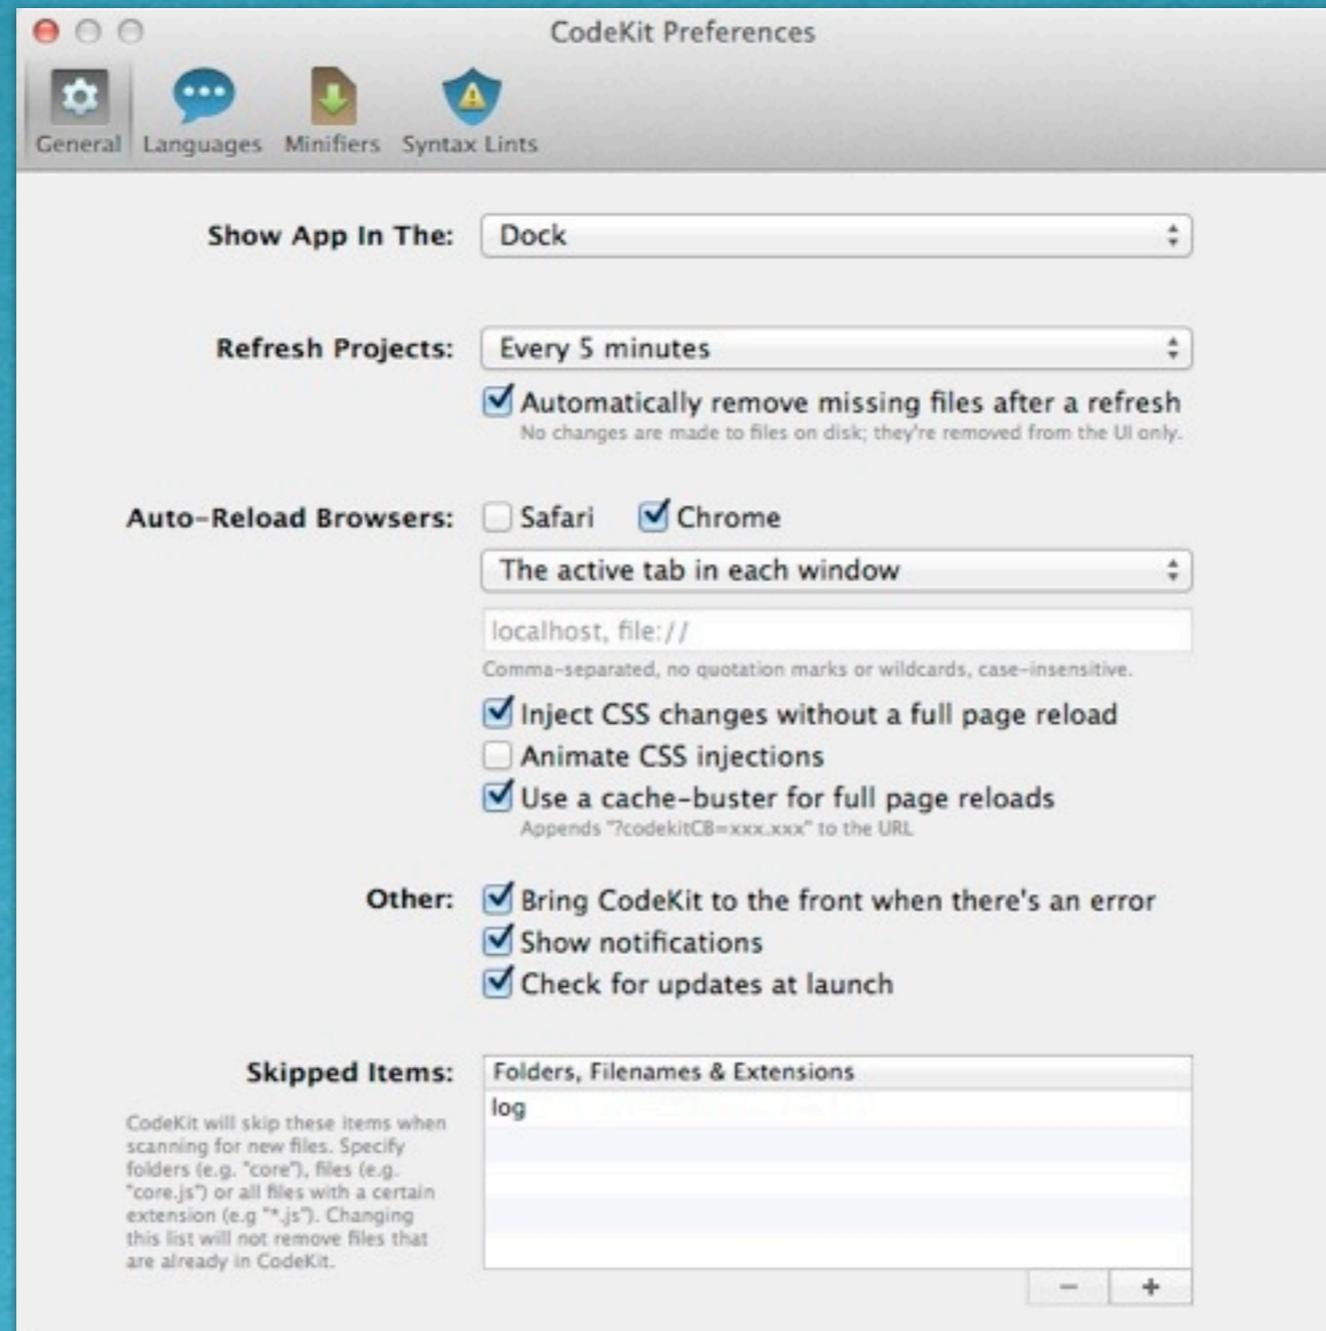 CodeKit Preferences
General Languages Minifiers Syntax Lints
Show App In The: Dock
Refresh Projects: Every 5 minutes
Automatically remove missing files after a refresh
No changes are made to files on disk; they're removed from the UI only.
Auto-Reload Browsers: Safari Chrome
The active tab in each window
localhost, file://
Comma-separated, no quotation marks or wildcards, case-insensitive.
Inject CSS changes without a full page reload
Animate CSS injections
Use a cache-buster for full page reloads
Appends "?codekitCB=xxx.xxx" to the URL
Other: Bring CodeKit to the front when there's an error
Show notifications
Check for updates at launch
Skipped Items: Folders, Filenames & Extensions
log
CodeKit will skip these items when
scanning for new files. Specify
folders (e.g. "core"), files (e.g.
"core.js") or all files with a certain
extension (e.g "*.js"). Changing
this list will not remove files that
are already in CodeKit.